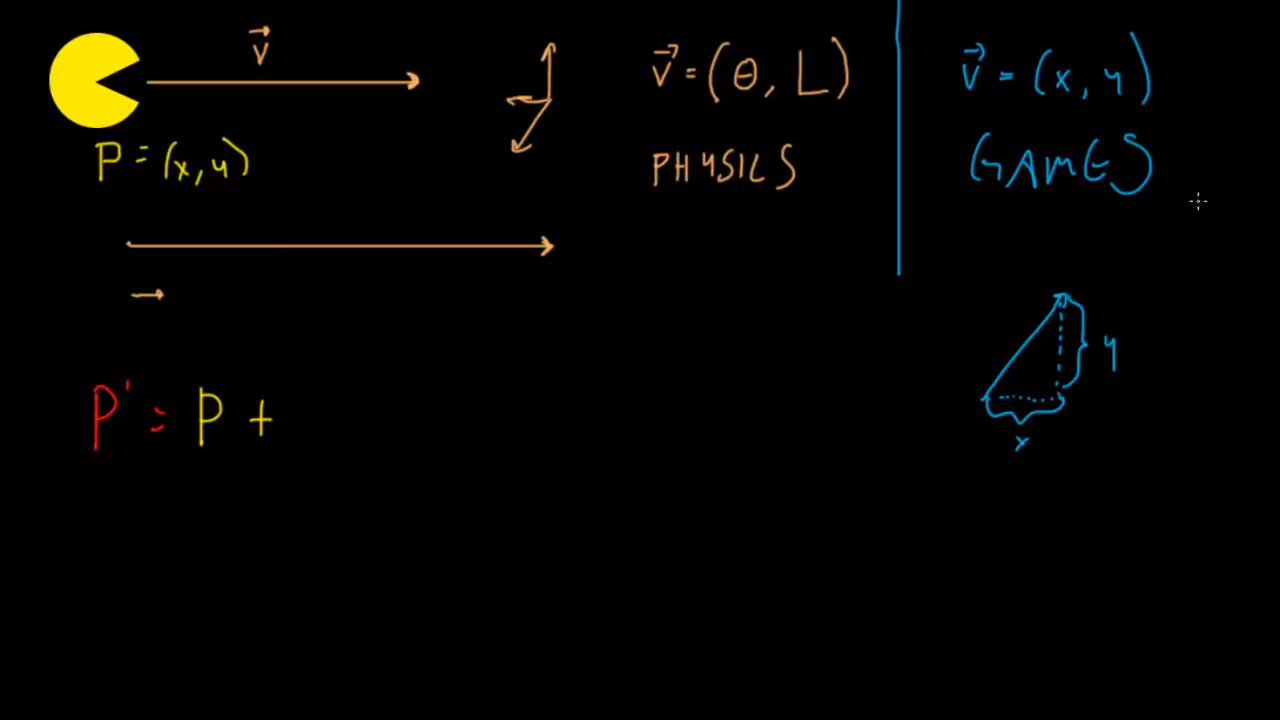 v⃗
P = (x, y)
v⃗ = (θ, L)
PHYSICS
v⃗ = (x, y)
GAMES
y
x
P' = P +